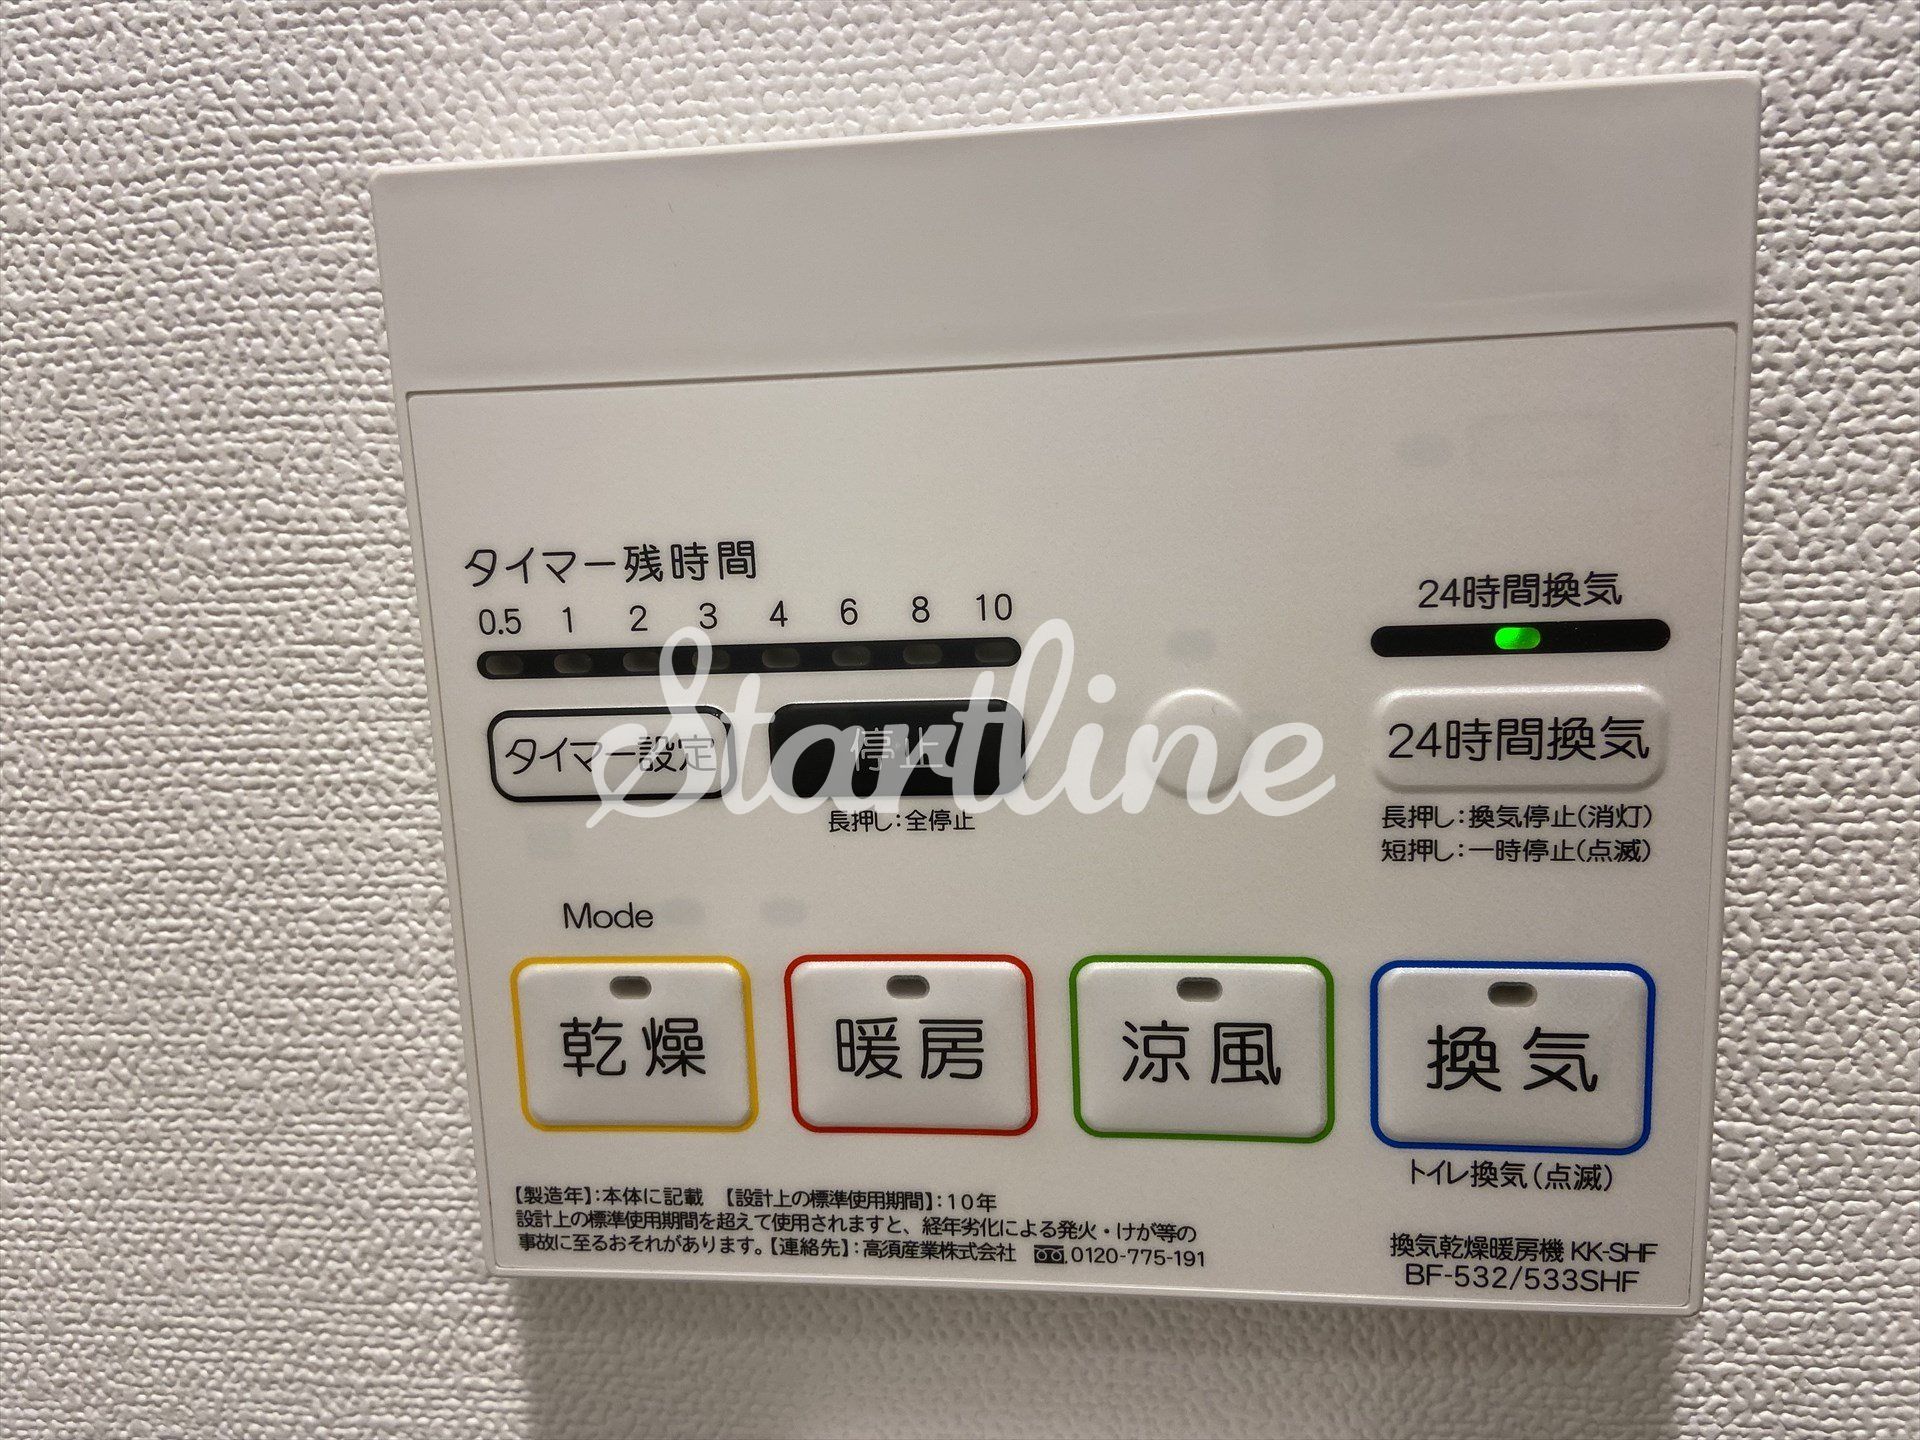 タイマー残時間
0.5 1 2 3 4 6 8 10
24時間換気
タイマー設定 停止 24時間換気
Startline
長押し:全停止
長押し:換気停止(消灯)
短押し:一時停止(点滅)
Mode
乾燥 暖房 涼風 換気
トイレ換気(点滅)
【製造年】:本体に記載 【設計上の標準使用期間】:10年
設計上の標準使用期間を超えて使用されますと、経年劣化による発火・けが等の
事故に至るおそれがあります。【連絡先】:高須産業株式会社 0120-775-191
換気乾燥暖房機 KK-SHF
BF-532/533SHF